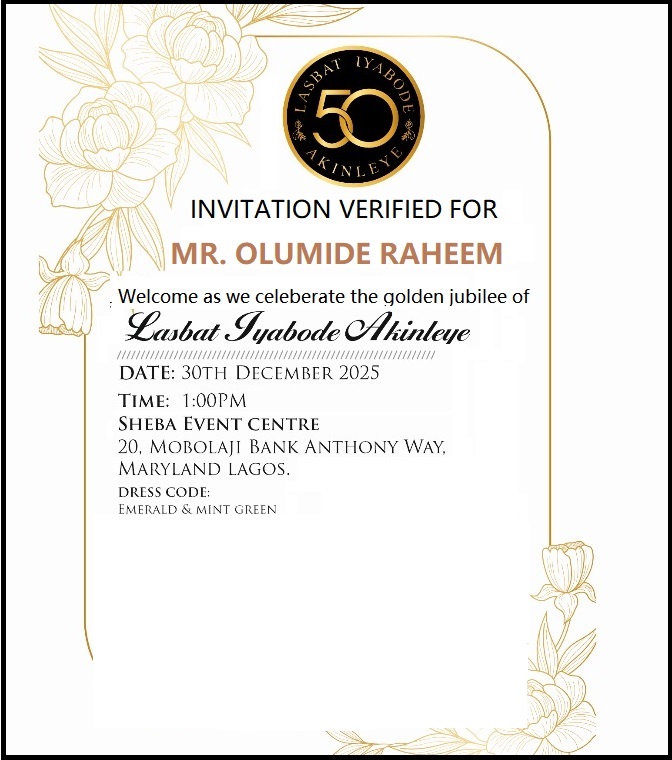 LASBAT IYABODE
50
AKINLEYE
INVITATION VERIFIED FOR
MR. OLUMIDE RAHEEM
: Welcome as we celeberate the golden jubilee of
Lasbat Iyabode Akinleye
////////////////////////////////////////////////////////////////////////
DATE: 30TH DECEMBER 2025
TIME: 1:00PM
SHEBA EVENT CENTRE
20, MOBOLAJI BANK ANTHONY WAY,
MARYLAND LAGOS.
DRESS CODE:
EMERALD & MINT GREEN